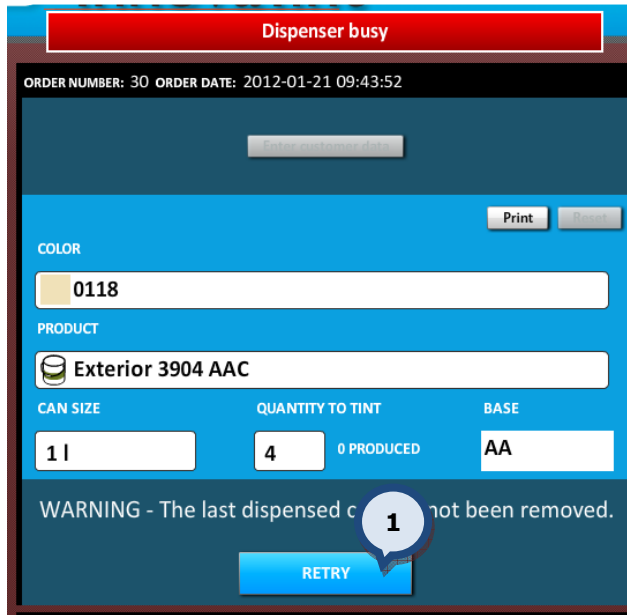 Dispenser busy
ORDER NUMBER: 30 ORDER DATE: 2012-01-21 09:43:52
Enter customer data
Print Reset
COLOR
0118
PRODUCT
Exterior 3904 AAC
CAN SIZE QUANTITY TO TINT BASE
1 l 4 0 PRODUCED AA
WARNING - The last dispensed not been removed.
1
RETRY